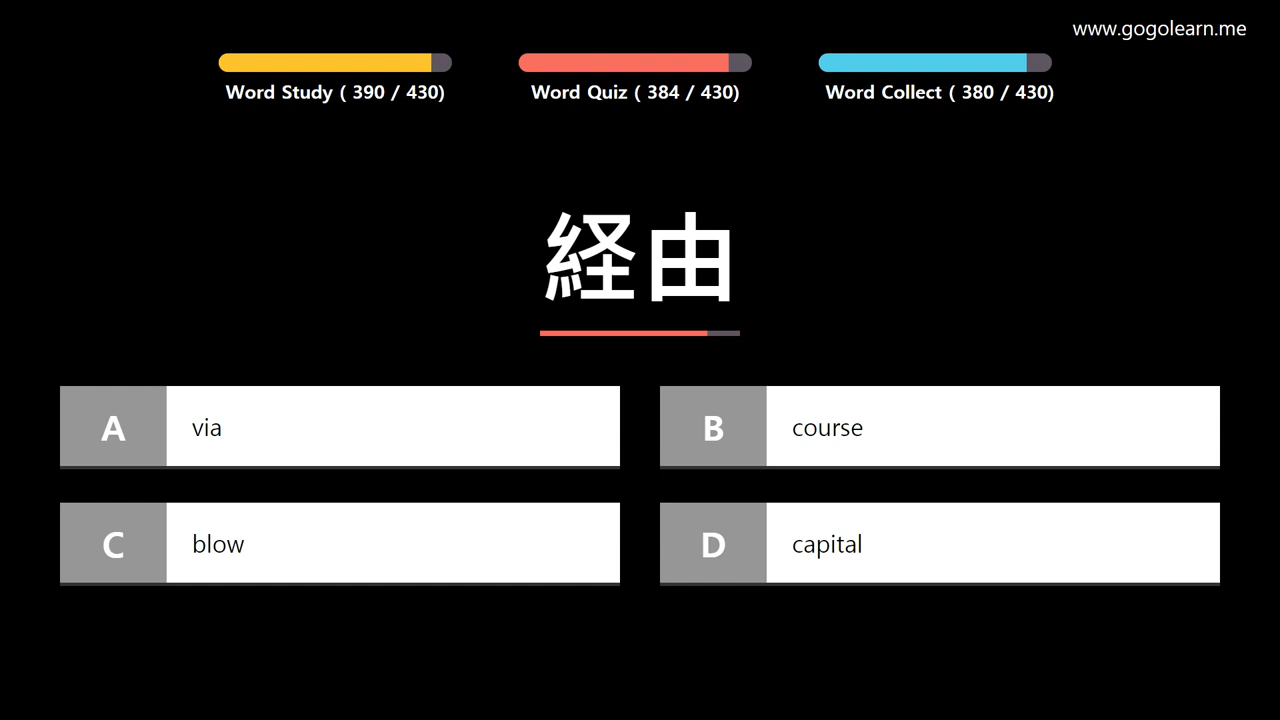 www.gogolearn.me
Word Study ( 390 / 430)
Word Quiz ( 384 / 430)
Word Collect ( 380 / 430)
経由
A via
B course
C blow
D capital